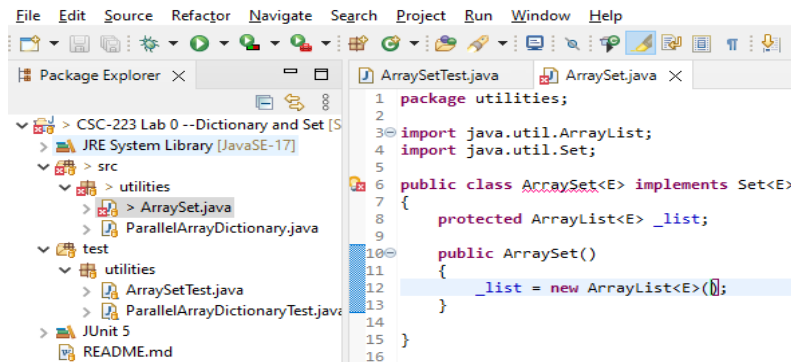 File Edit Source Refactor Navigate Search Project Run Window Help
Package Explorer
> CSC-223 Lab 0 --Dictionary and Set [S
JRE System Library [JavaSE-17]
> src
> utilities
> ArraySet.java
ParallelArrayDictionary.java
test
utilities
ArraySetTest.java
ParallelArrayDictionaryTest.java
JUnit 5
README.md
ArraySetTest.java ArraySet.java
1 package utilities;
2
3 import java.util.ArrayList;
4 import java.util.Set;
5
6 public class ArraySet<E> implements Set<E>
7 {
8 protected ArrayList<E> _list;
9
10 public ArraySet()
11 {
12 _list = new ArrayList<E>();
13 }
14
15 }
16